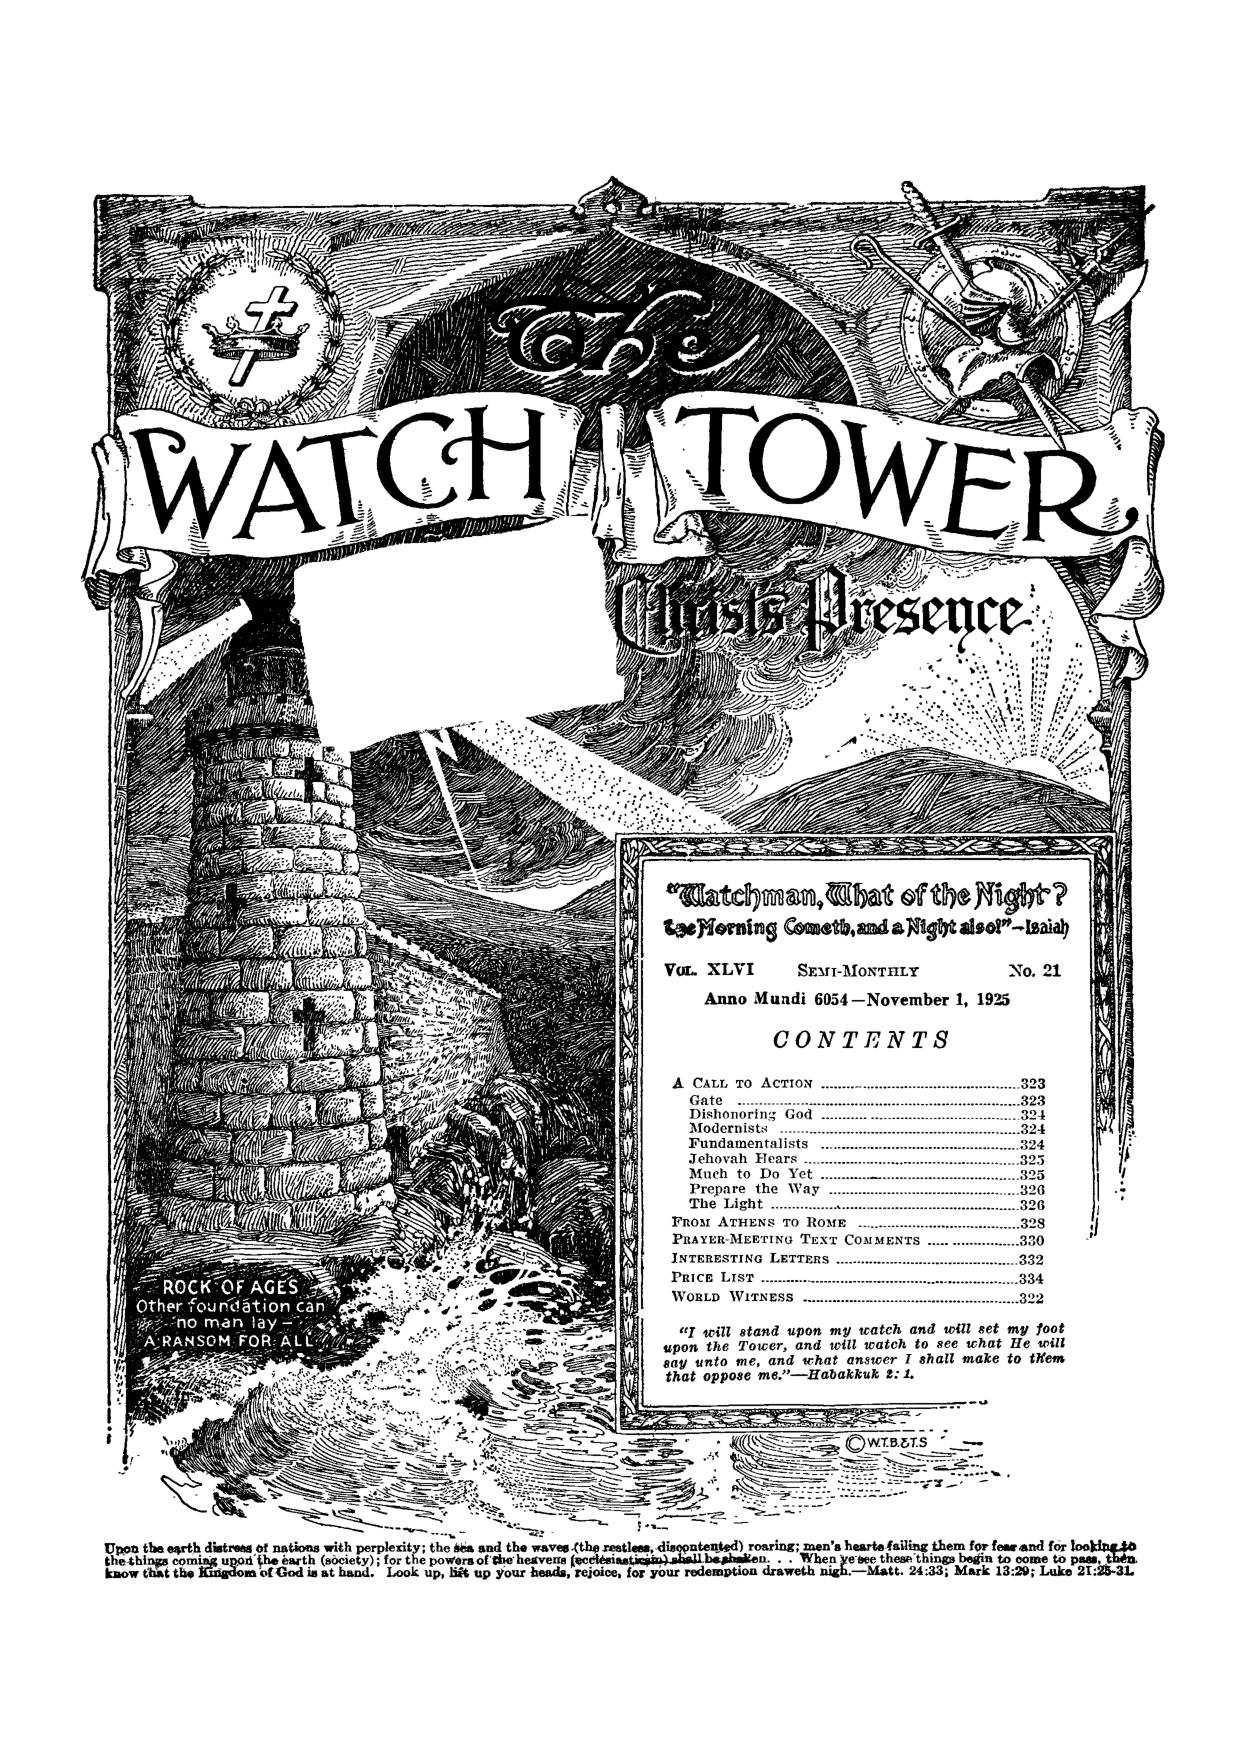 The
WATCH TOWER
Christ's Presence
"Watchman, What of the Night?
The Morning Cometh, and a Night also!"—Isaiah
VOL. XLVI SEMI-MONTHLY No. 21
Anno Mundi 6054—November 1, 1925
CONTENTS
A CALL TO ACTION 323
Gate 323
Dishonoring God 324
Modernists 324
Fundamentalists 324
Jehovah Hears 325
Much to Do Yet 325
Prepare the Way 326
The Light 326
FROM ATHENS TO ROME 328
PRAYER-MEETING TEXT COMMENTS 330
INTERESTING LETTERS 332
PRICE LIST 334
WORLD WITNESS 322
"I will stand upon my watch and will set my foot
upon the Tower, and will watch to see what He will
say unto me, and what answer I shall make to them
that oppose me."—Habakkuk 2: 1.
ROCK OF AGES
Other foundation can
no man lay—
A RANSOM FOR ALL
©W.T.B.&T.S
Upon the earth distress of nations with perplexity; the sea and the waves (the restless, discontented) roaring; men's hearts failing them for fear and for looking to
the things coming upon the earth (society); for the powers of the heavens (ecclesiasticism) shall be shaken. . . When ye see these things begin to come to pass, then
know that the Kingdom of God is at hand. Look up, lift up your heads, rejoice, for your redemption draweth nigh.—Matt. 24:33; Mark 13:29; Luke 21:25-31.